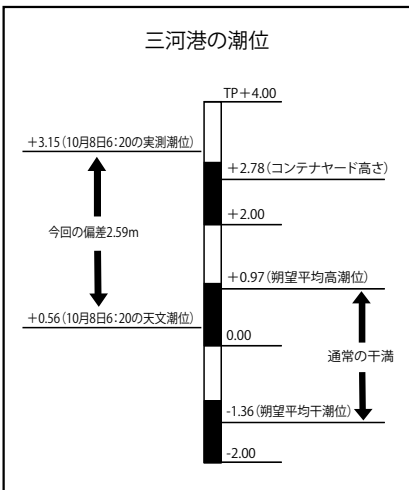 三河港の潮位
TP＋4.00
＋3.15（10月8日6：20の実測潮位）
＋2.78（コンテナヤード高さ）
＋2.00
今回の偏差2.59m
＋0.97（朔望平均高潮位）
＋0.56（10月8日6：20の天文潮位）
0.00
通常の干満
-1.36（朔望平均干潮位）
-2.00